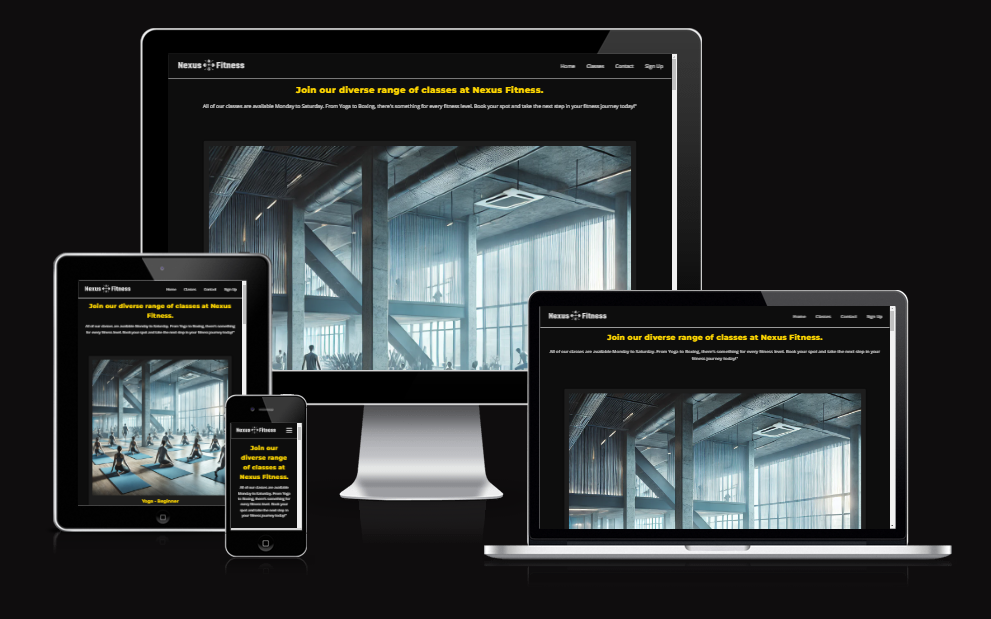 Nexus Fitness
Home Classes Contact Sign Up
Join our diverse range of classes at Nexus Fitness.
All of our classes are available Monday to Saturday. From Yoga to Boxing, there's something for every fitness level. Book your spot and take the next step in your fitness journey today!"
Nexus Fitness
Home Classes Contact Sign Up
Join our diverse range of classes at Nexus
Fitness.
All of our classes are available Monday to Saturday. From Yoga to Boxing, there's something
for every fitness level. Book your spot and take the next step in your fitness journey today!"
Yoga - Beginner
Nexus Fitness
Join our
diverse range
of classes at
Nexus Fitness.
All of our classes are available
Monday to Saturday. From Yoga
to Boxing, there's something for
every fitness level. Book your
spot and take the next step in
your fitness journey today!"
Nexus Fitness
Home Classes Contact Sign Up
Join our diverse range of classes at Nexus Fitness.
All of our classes are available Monday to Saturday. From Yoga to Boxing, there's something for every fitness level. Book your spot and take the next step in your
fitness journey today!"